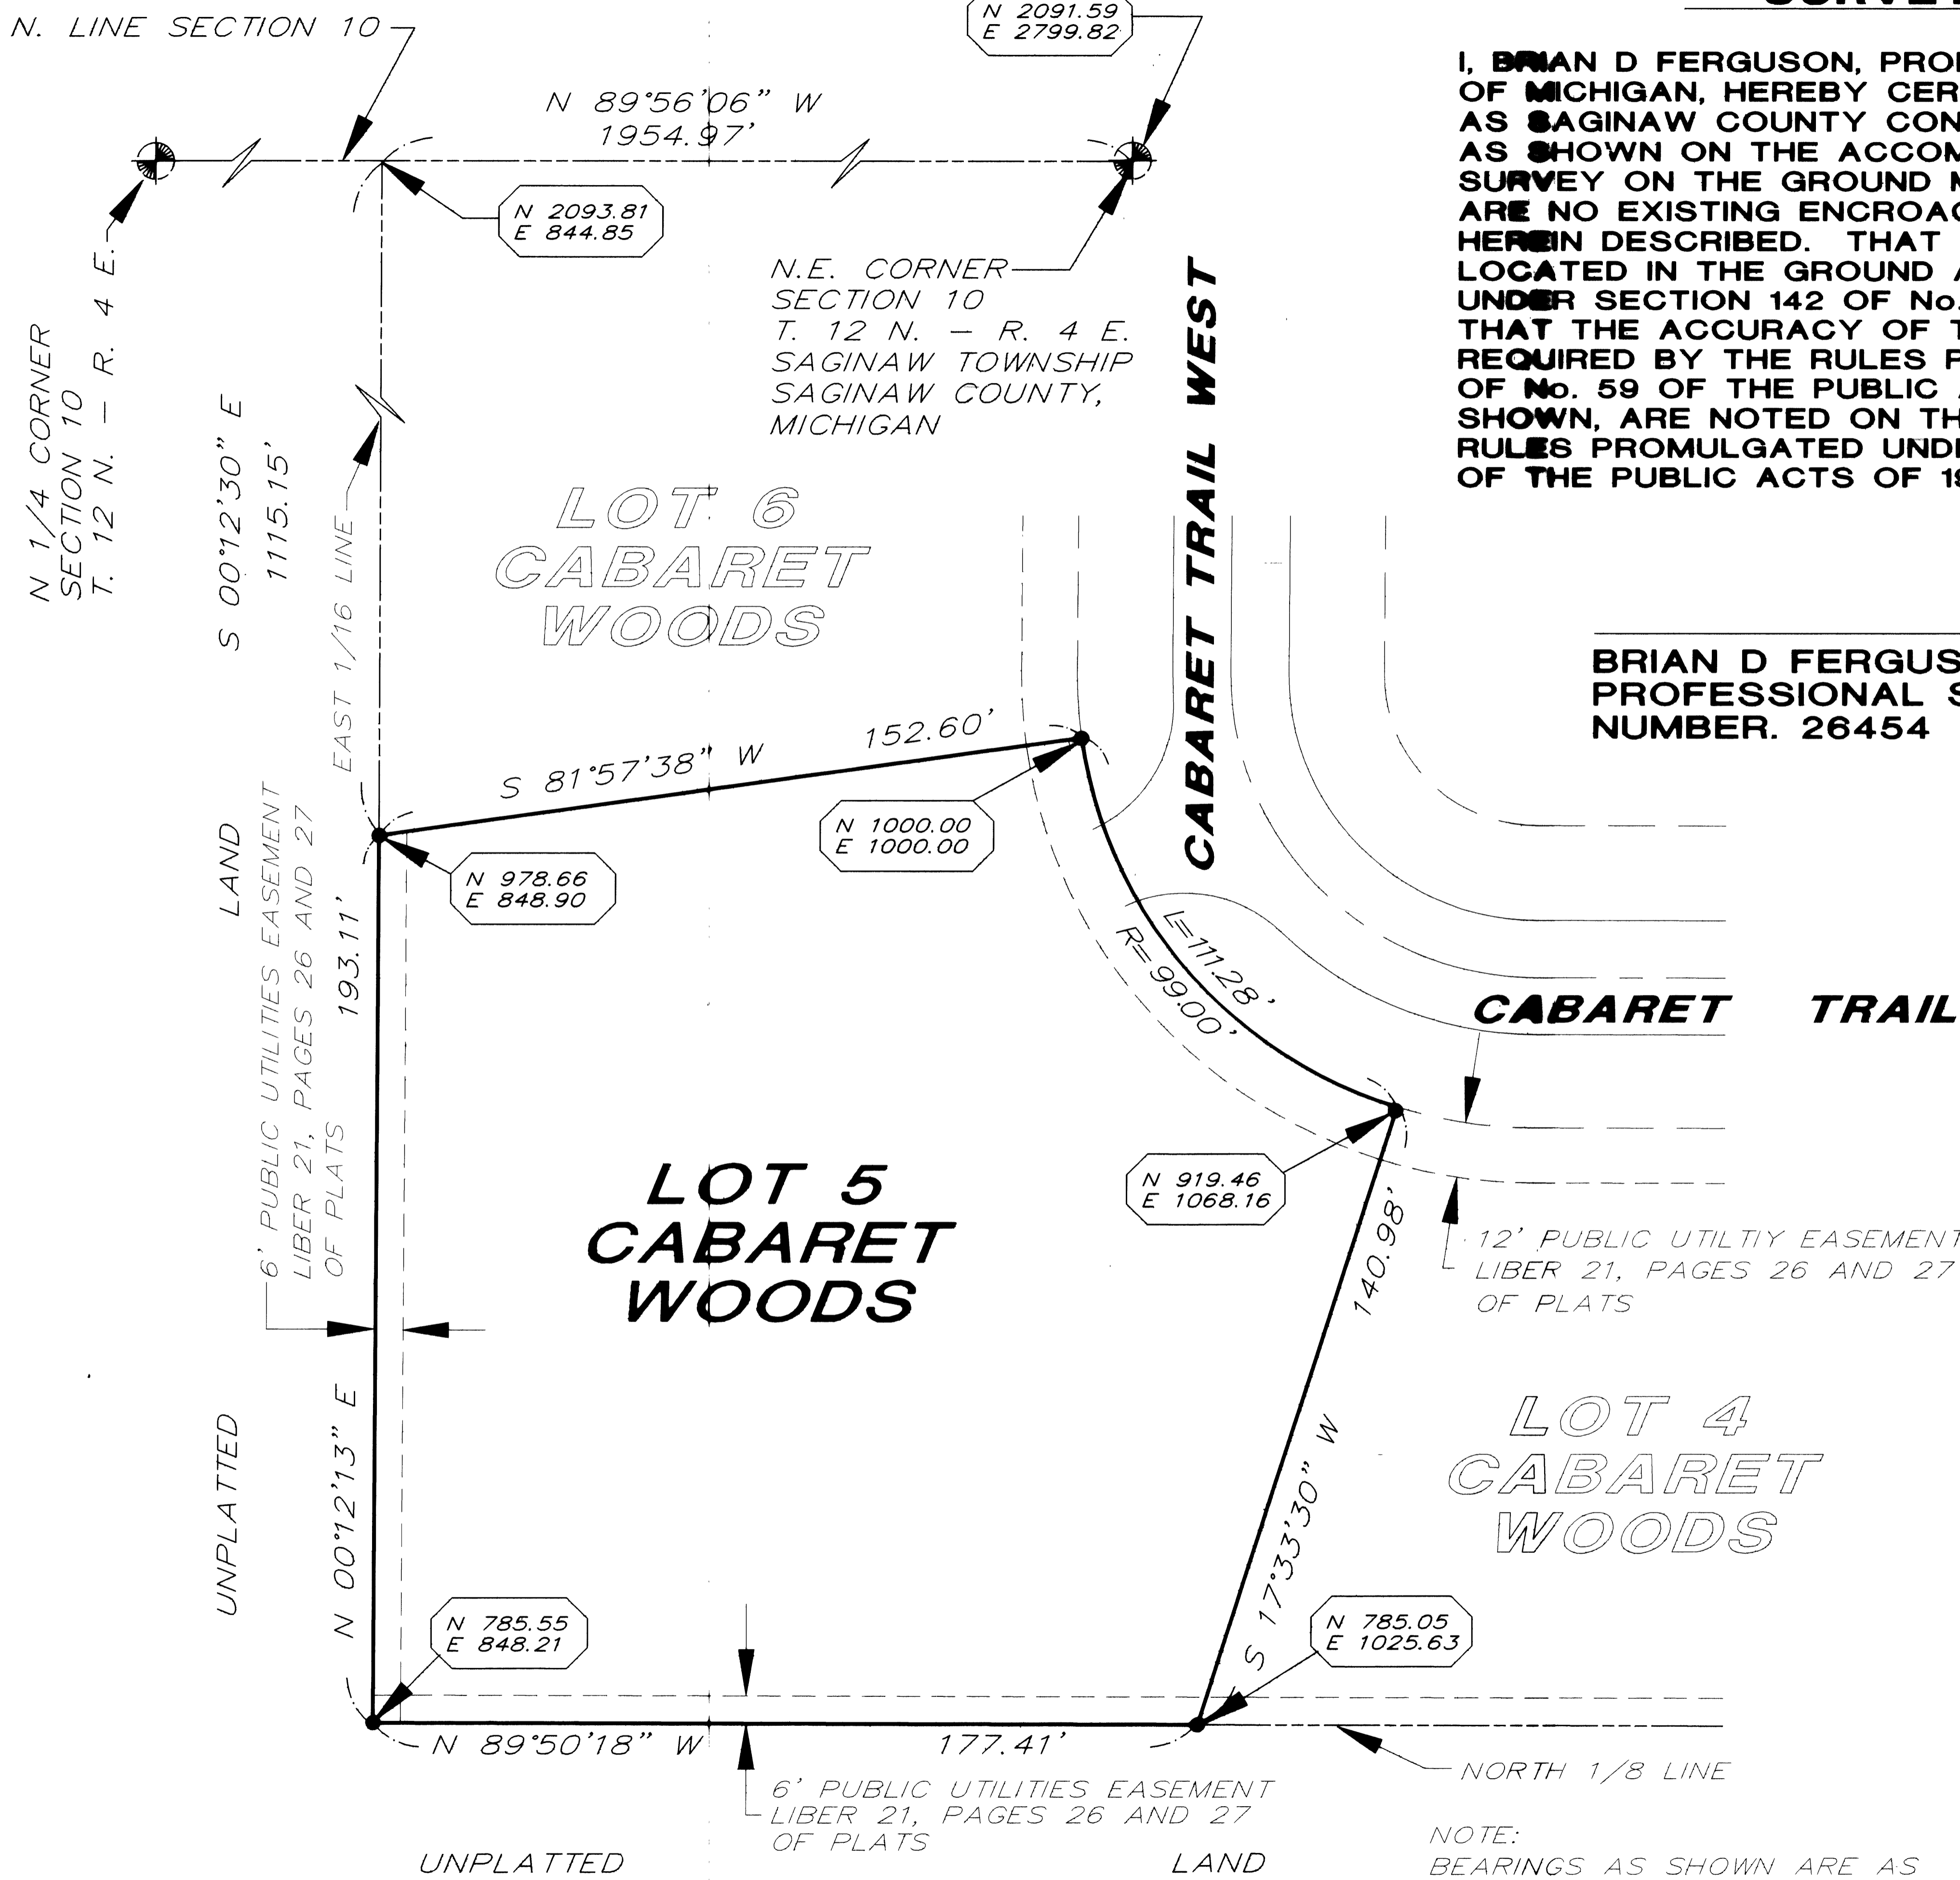 N. LINE SECTION 10
N 2091.59
E 2799.82
N 89°56'06" W
1954.97'
N 2093.81
E 844.85
N 1/4 CORNER
SECTION 10
T. 12 N. - R. 4 E.
N.E. CORNER
SECTION 10
T. 12 N. - R. 4 E.
SAGINAW TOWNSHIP
SAGINAW COUNTY,
MICHIGAN
S 00°12'30" E
1115.15'
EAST 1/16 LINE
LOT 6
CABARET
WOODS
CABARET TRAIL WEST
I, BRIAN D FERGUSON,
OF MICHIGAN, HEREBY
AS SAGINAW COUNTY
AS SHOWN ON THE
SURVEY ON THE GROUND
ARE NO EXISTING
HEREIN DESCRIBED. THAT
LOCATED IN THE GROUND
UNDER SECTION 142 OF No.
THAT THE ACCURACY OF
REQUIRED BY THE RULES
OF No. 59 OF THE PUBLIC
SHOWN, ARE NOTED ON
RULES PROMULGATED
OF THE PUBLIC ACTS OF
BRIAN D
PROFESSIONAL
NUMBER. 26454
S 81°57'38" W 152.60'
N 1000.00
E 1000.00
N 978.66
E 848.90
UNPLATTED LAND
6' PUBLIC UTILITIES EASEMENT
LIBER 21, PAGES 26 AND 27
OF PLATS
N 00°12'13" E 193.11'
L=111.28'
R=99.00'
CABARET TRAIL
LOT 5
CABARET
WOODS
N 919.46
E 1068.16
12' PUBLIC UTILTIY EASEMENT
LIBER 21, PAGES 26 AND 27
OF PLATS
S 17°33'30" W 140.98'
LOT 4
CABARET
WOODS
N 785.55
E 848.21
N 785.05
E 1025.63
N 89°50'18" W 177.41'
NORTH 1/8 LINE
6' PUBLIC UTILITIES EASEMENT
LIBER 21, PAGES 26 AND 27
OF PLATS
UNPLATTED LAND
NOTE:
BEARINGS AS SHOWN ARE AS